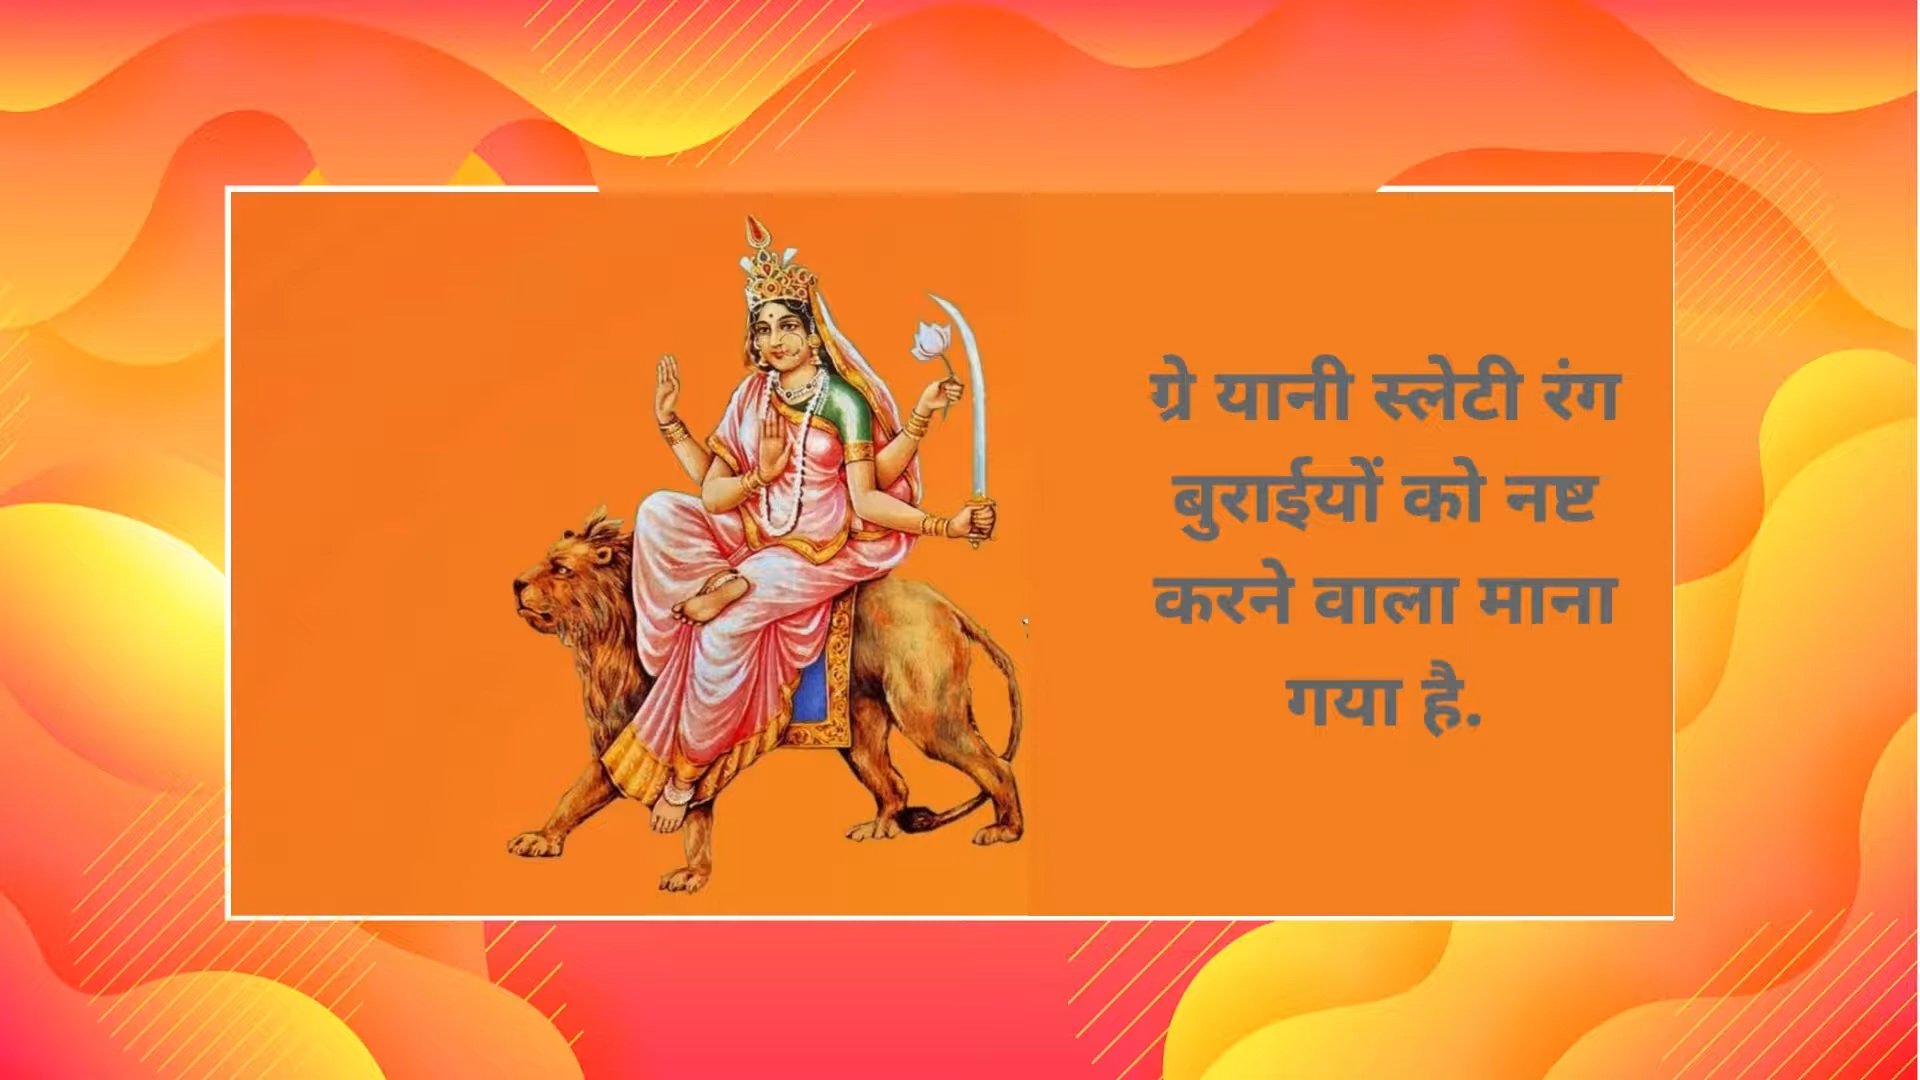 ग्रे यानी स्लेटी रंग
बुराईयों को नष्ट
करने वाला माना
गया है.